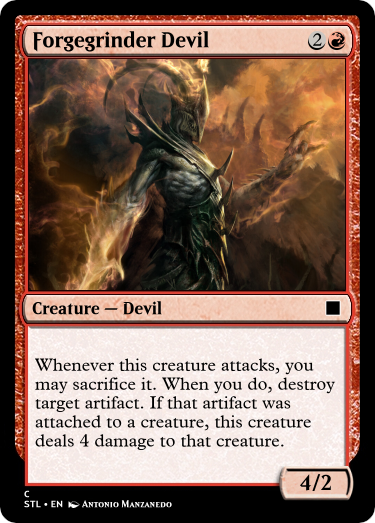 Forgegrinder Devil 2
Creature — Devil
Whenever this creature attacks, you
may sacrifice it. When you do, destroy
target artifact. If that artifact was
attached to a creature, this creature
deals 4 damage to that creature.
4/2
C
STL • EN Antonio Manzanedo